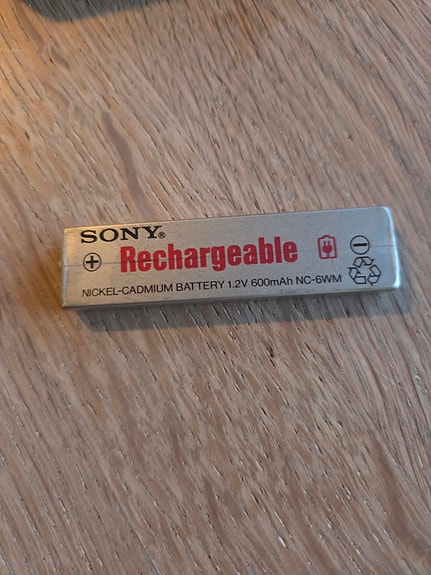 SONY®
Rechargeable
NICKEL-CADMIUM BATTERY 1.2V 600mAh NC-6WM